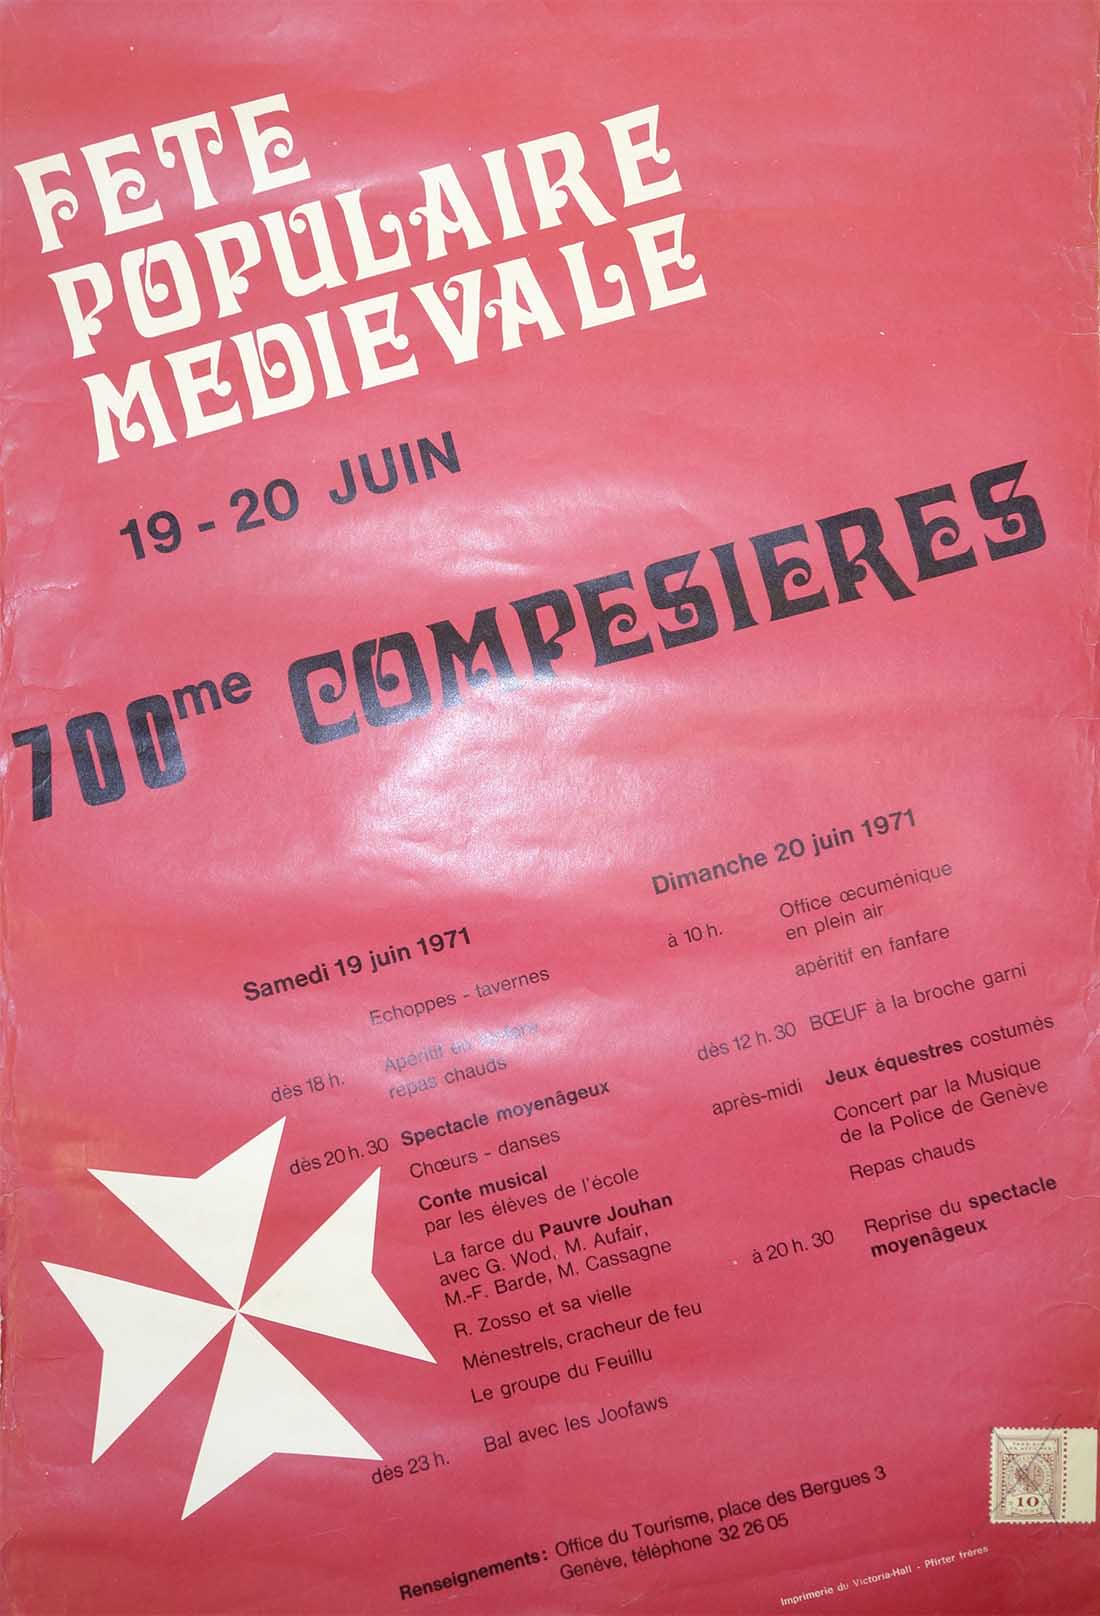 FETE
POPULAIRE
MEDIEVALE
19 - 20 JUIN
700me COMPESIERES
Samedi 19 juin 1971
Echoppes - tavernes
dès 18 h. Apéritif en
repas chauds
dès 20 h. 30 Spectacle moyenâgeux
Chœurs - danses
Conte musical
par les élèves de l'école
La farce du Pauvre Jouhan
avec G. Wod, M. Aufair,
M.-F. Barde, M. Cassagne
R. Zosso et sa vielle
Ménestrels, cracheur de feu
Le groupe du Feuillu
dès 23 h. Bal avec les Joofaws
Dimanche 20 juin 1971
à 10 h. Office œcuménique
en plein air
apéritif en fanfare
dès 12 h. 30 BŒUF à la broche garni
après-midi Jeux équestres costumés
Concert par la Musique
de la Police de Genève
Repas chauds
à 20 h. 30 Reprise du spectacle
moyenâgeux
Renseignements: Office du Tourisme, place des Bergues 3
Genève, téléphone 32 26 05
10
Imprimerie du Victoria-Hall - Pfirter frères